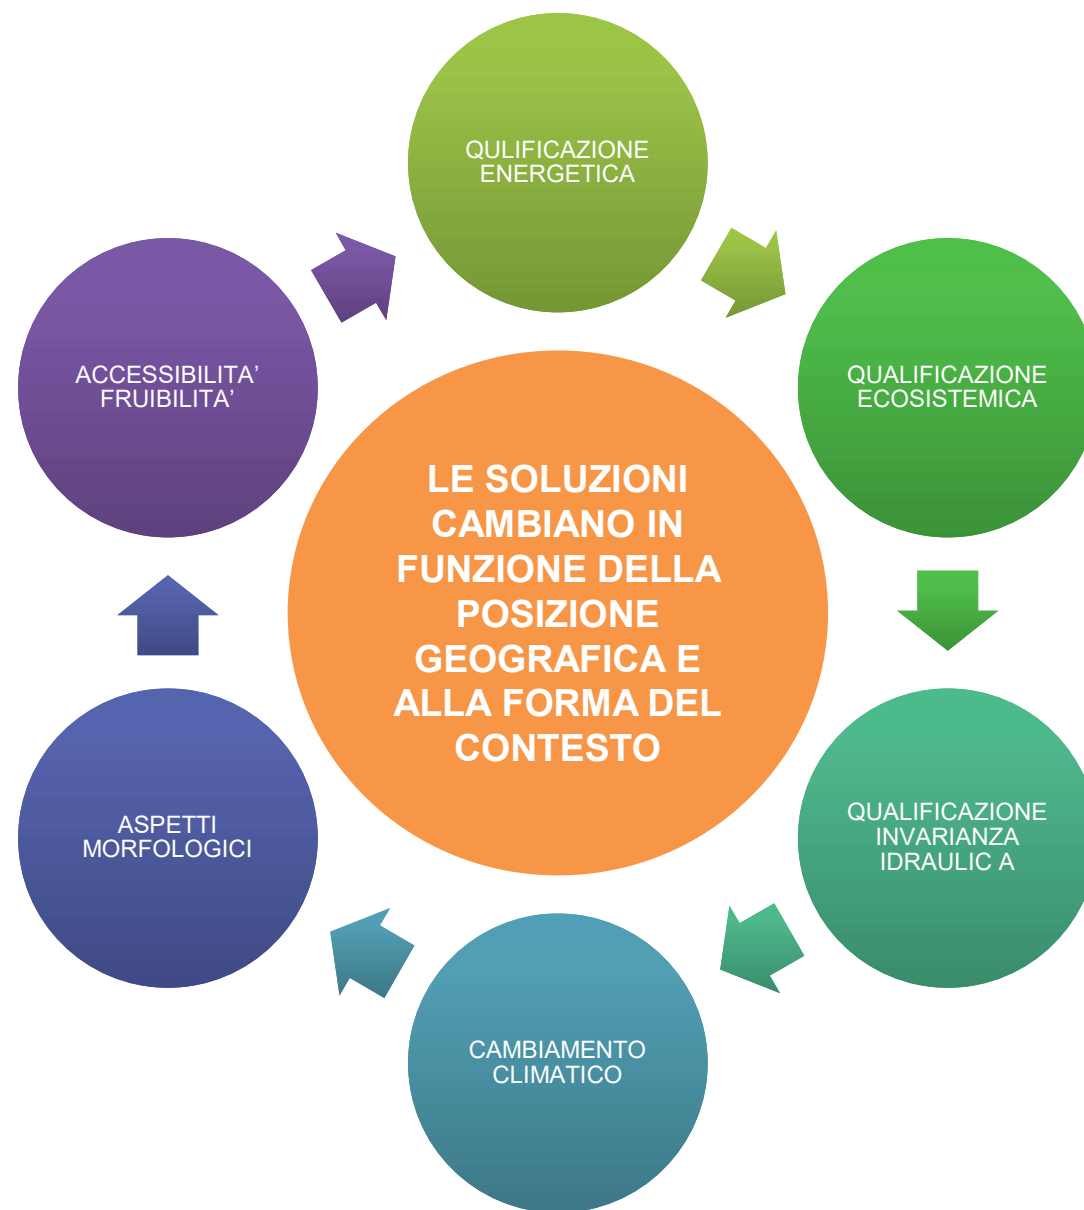 QULIFICAZIONE
ENERGETICA
QUALIFICAZIONE
ECOSISTEMICA
QUALIFICAZIONE
INVARIANZA
IDRAULIC A
CAMBIAMENTO
CLIMATICO
ASPETTI
MORFOLOGICI
ACCESSIBILITA’
FRUIBILITA’
LE SOLUZIONI
CAMBIANO IN
FUNZIONE DELLA
POSIZIONE
GEOGRAFICA E
ALLA FORMA DEL
CONTESTO